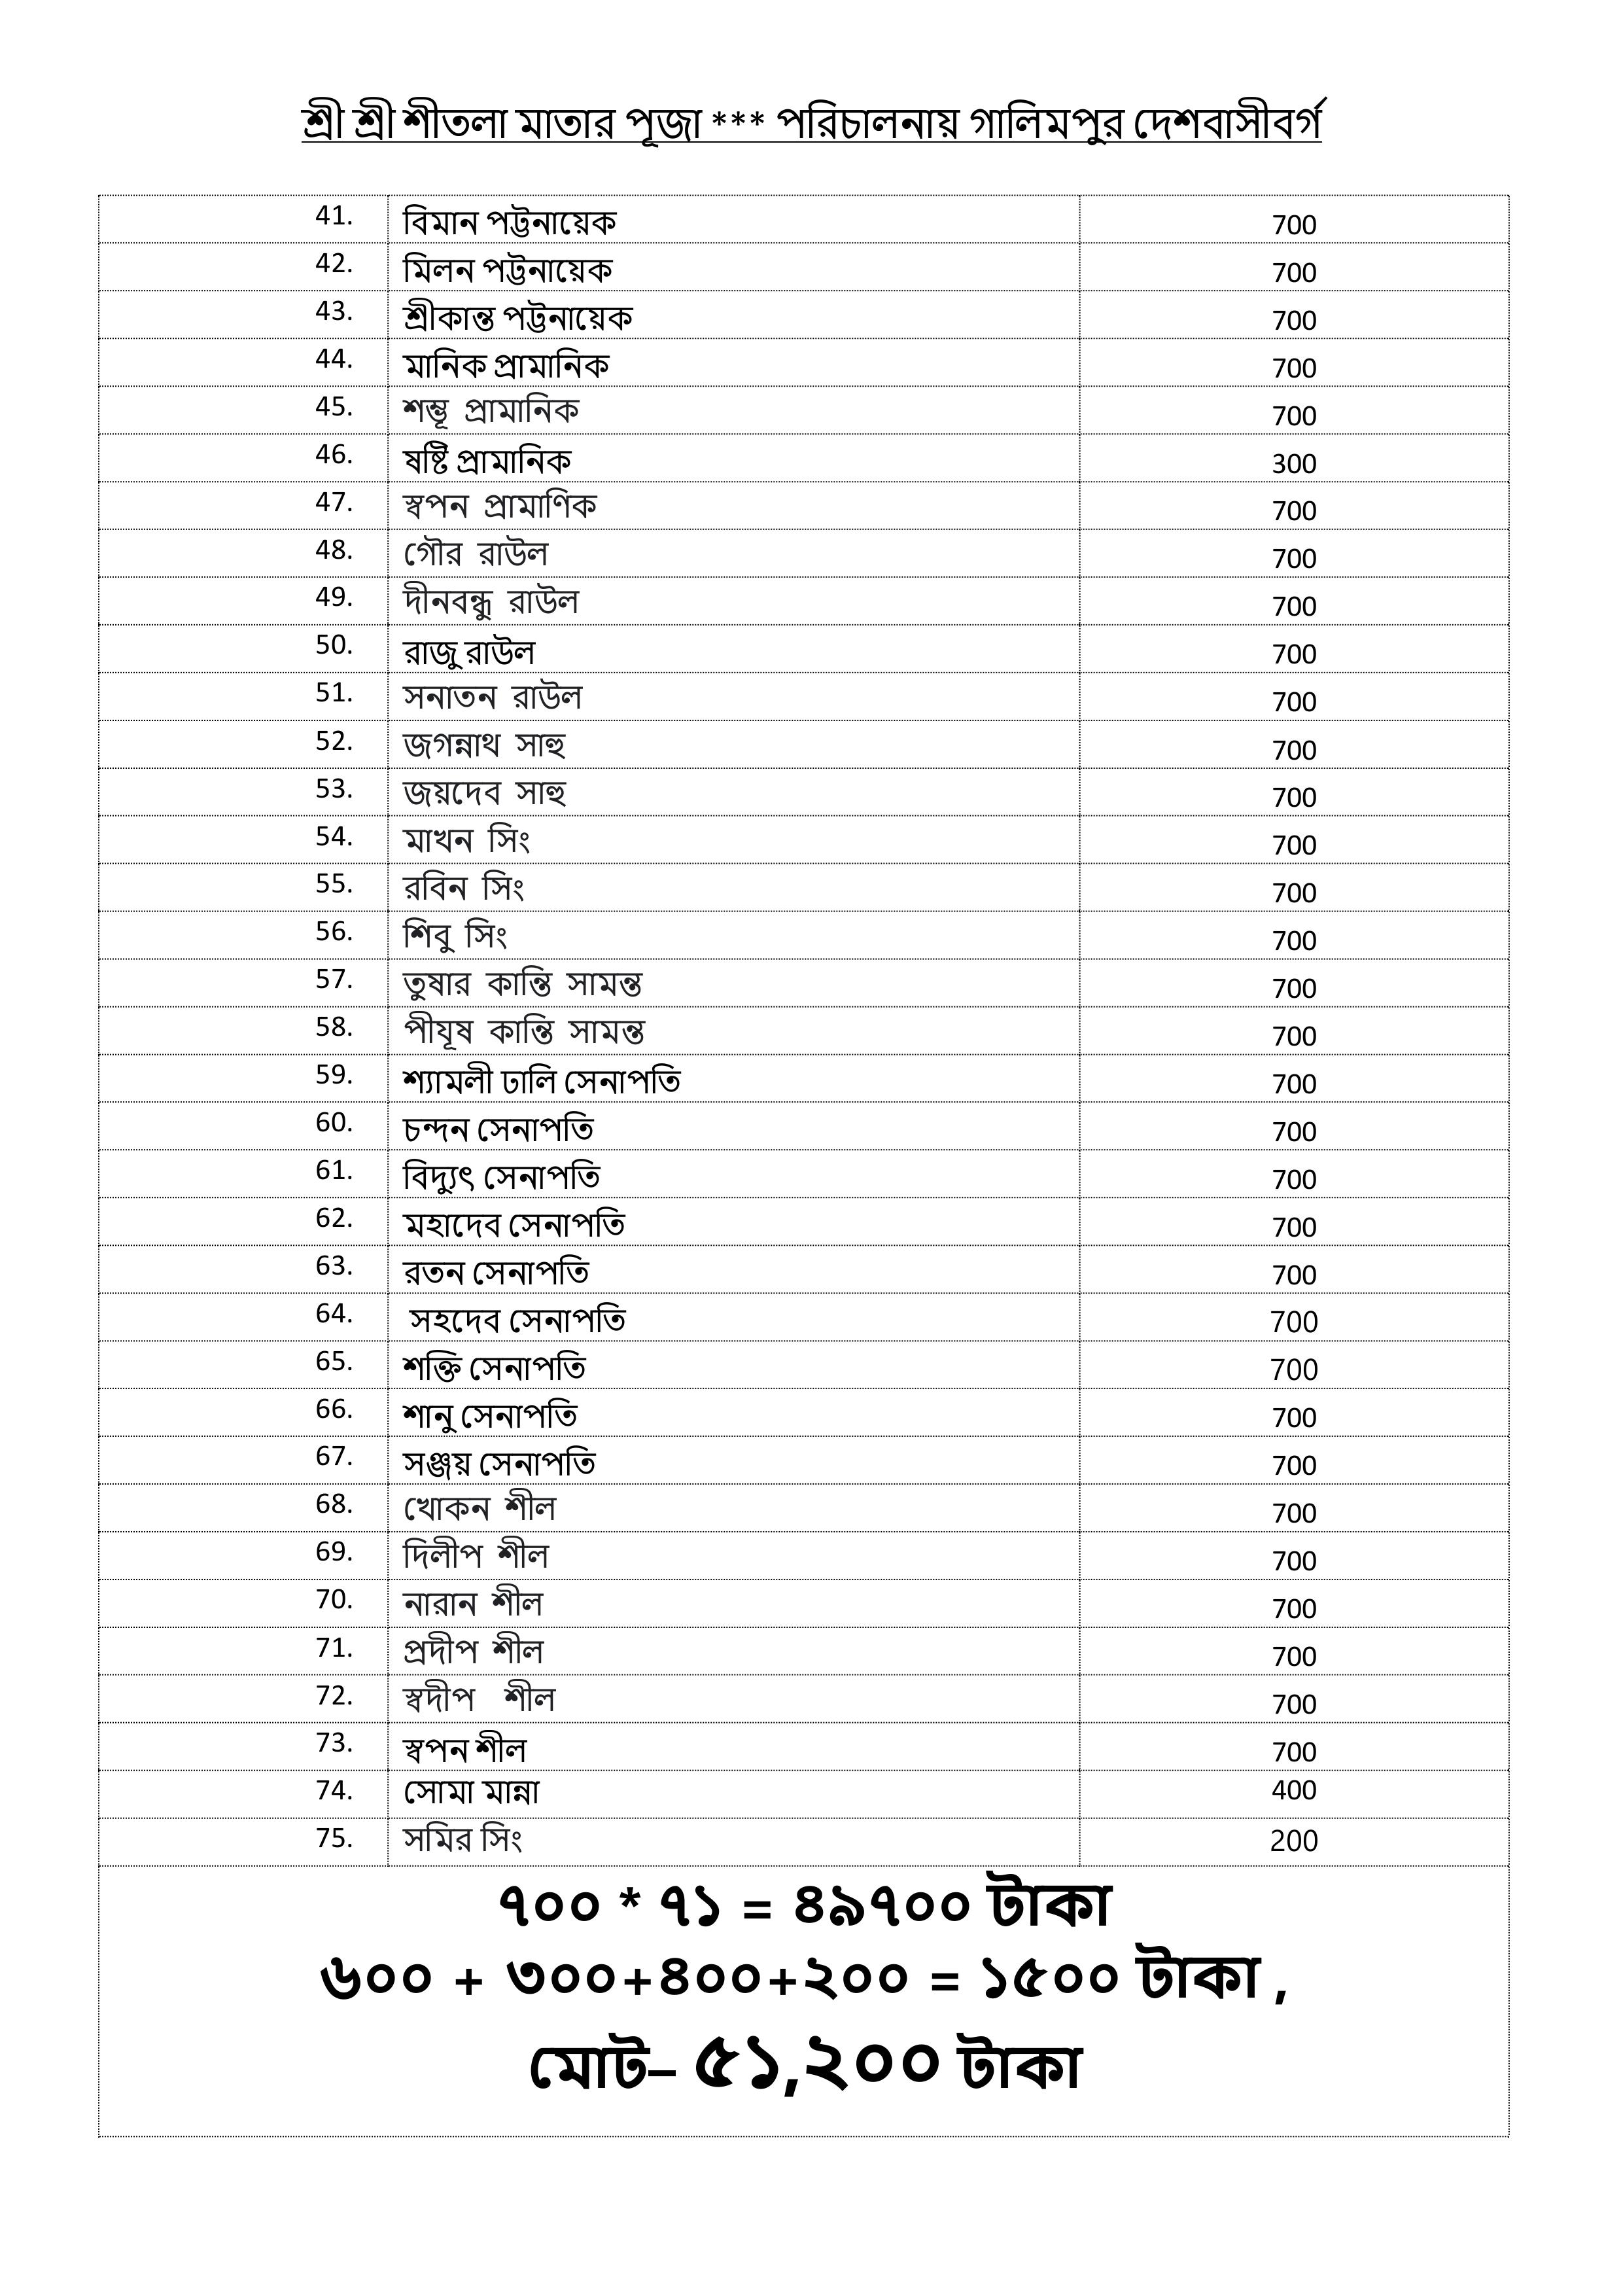 শ্রী শ্রী শীতলা মাতার পূজা *** পরিচালনায় গালিমপুর দেশবাসীবর্গ
41. বিমান পট্টনায়েক 700
42. মিলন পট্টনায়েক 700
43. শ্রীকান্ত পট্টনায়েক 700
44. মানিক প্রামানিক 700
45. শম্ভূ প্রামানিক 700
46. ষষ্টি প্রামানিক 300
47. স্বপন প্রামাণিক 700
48. গৌর রাউল 700
49. দীনবন্ধু রাউল 700
50. রাজু রাউল 700
51. সনাতন রাউল 700
52. জগন্নাথ সাহু 700
53. জয়দেব সাহু 700
54. মাখন সিং 700
55. রবিন সিং 700
56. শিবু সিং 700
57. তুষার কান্তি সামন্ত 700
58. পীযূষ কান্তি সামন্ত 700
59. শ্যামলী ঢালি সেনাপতি 700
60. চন্দন সেনাপতি 700
61. বিদ্যুৎ সেনাপতি 700
62. মহাদেব সেনাপতি 700
63. রতন সেনাপতি 700
64. সহদেব সেনাপতি 700
65. শক্তি সেনাপতি 700
66. শানু সেনাপতি 700
67. সঞ্জয় সেনাপতি 700
68. খোকন শীল 700
69. দিলীপ শীল 700
70. নারান শীল 700
71. প্রদীপ শীল 700
72. স্বদীপ শীল 700
73. স্বপন শীল 700
74. সোমা মান্না 400
75. সমির সিং 200
৭০০ * ৭১ = ৪৯৭০০ টাকা
৬০০ + ৩০০+৪০০+২০০ = ১৫০০ টাকা ,
মোট– ৫১,২০০ টাকা